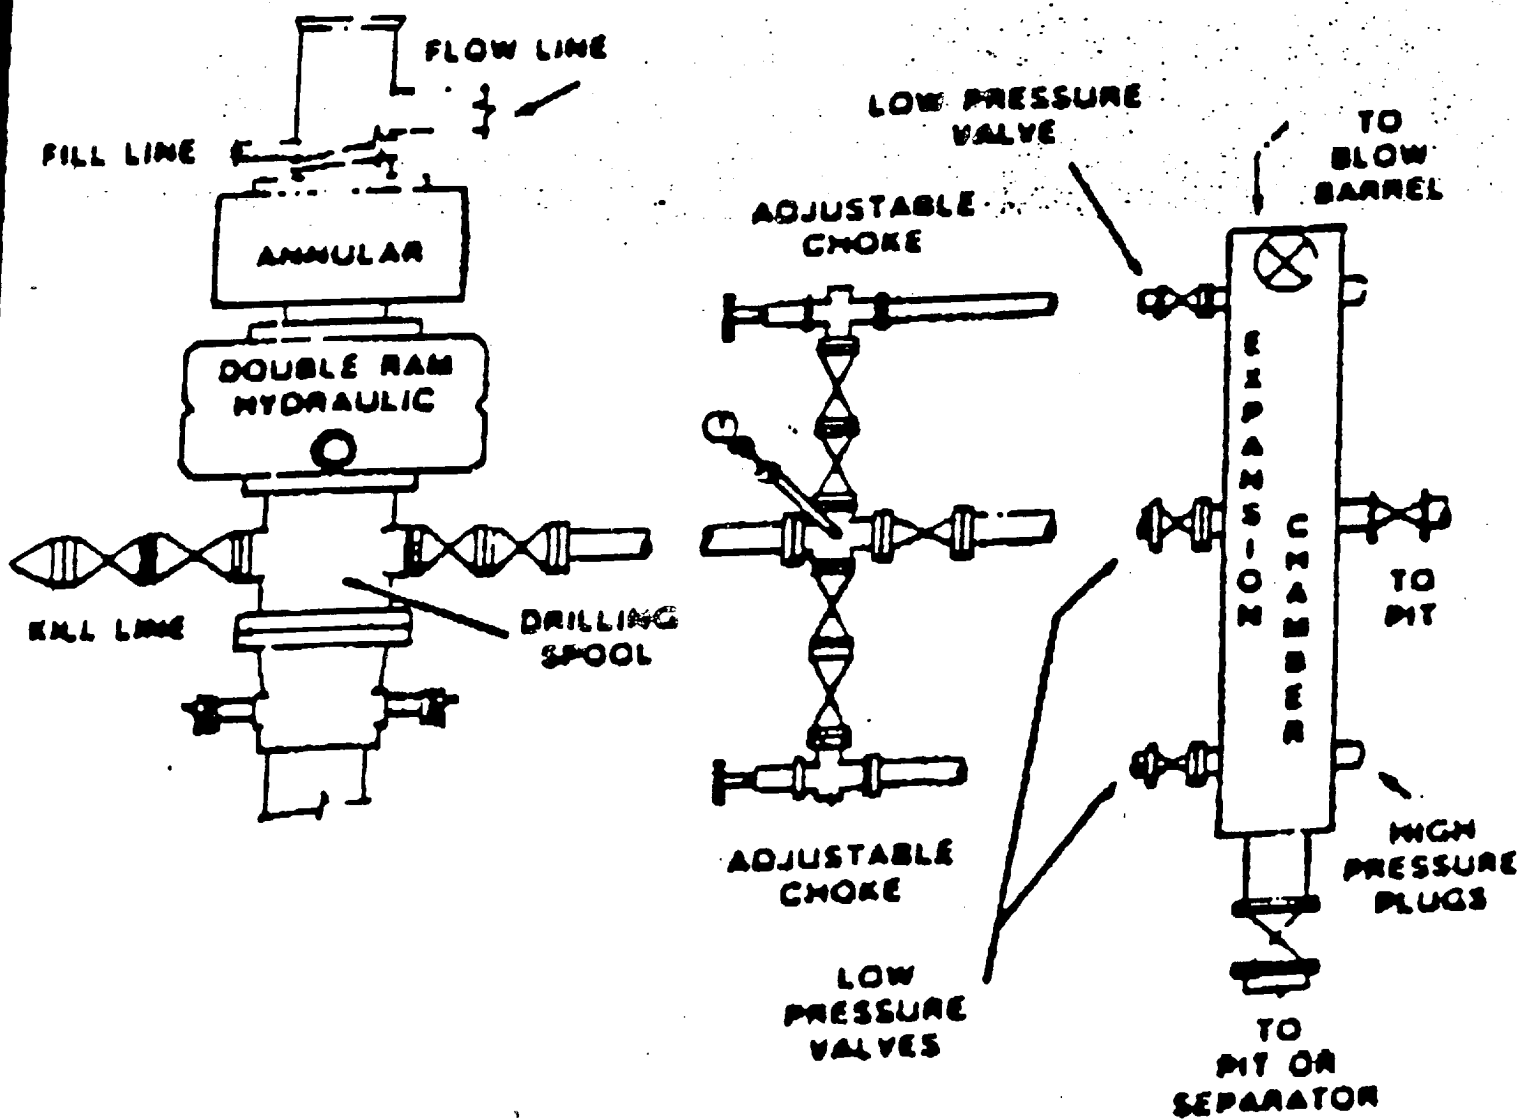 FLOW LINE
FILL LINE
ANNULAR
DOUBLE RAM
HYDRAULIC
KILL LINE
DRILLING
SPOOL
LOW PRESSURE
VALVE
ADJUSTABLE
CHOKE
ADJUSTABLE
CHOKE
LOW
PRESSURE
VALVES
TO
BLOW
BARREL
EXPANSION
CHAMBER
TO
PIT
HIGH
PRESSURE
PLUGS
TO
PIT OR
SEPARATOR